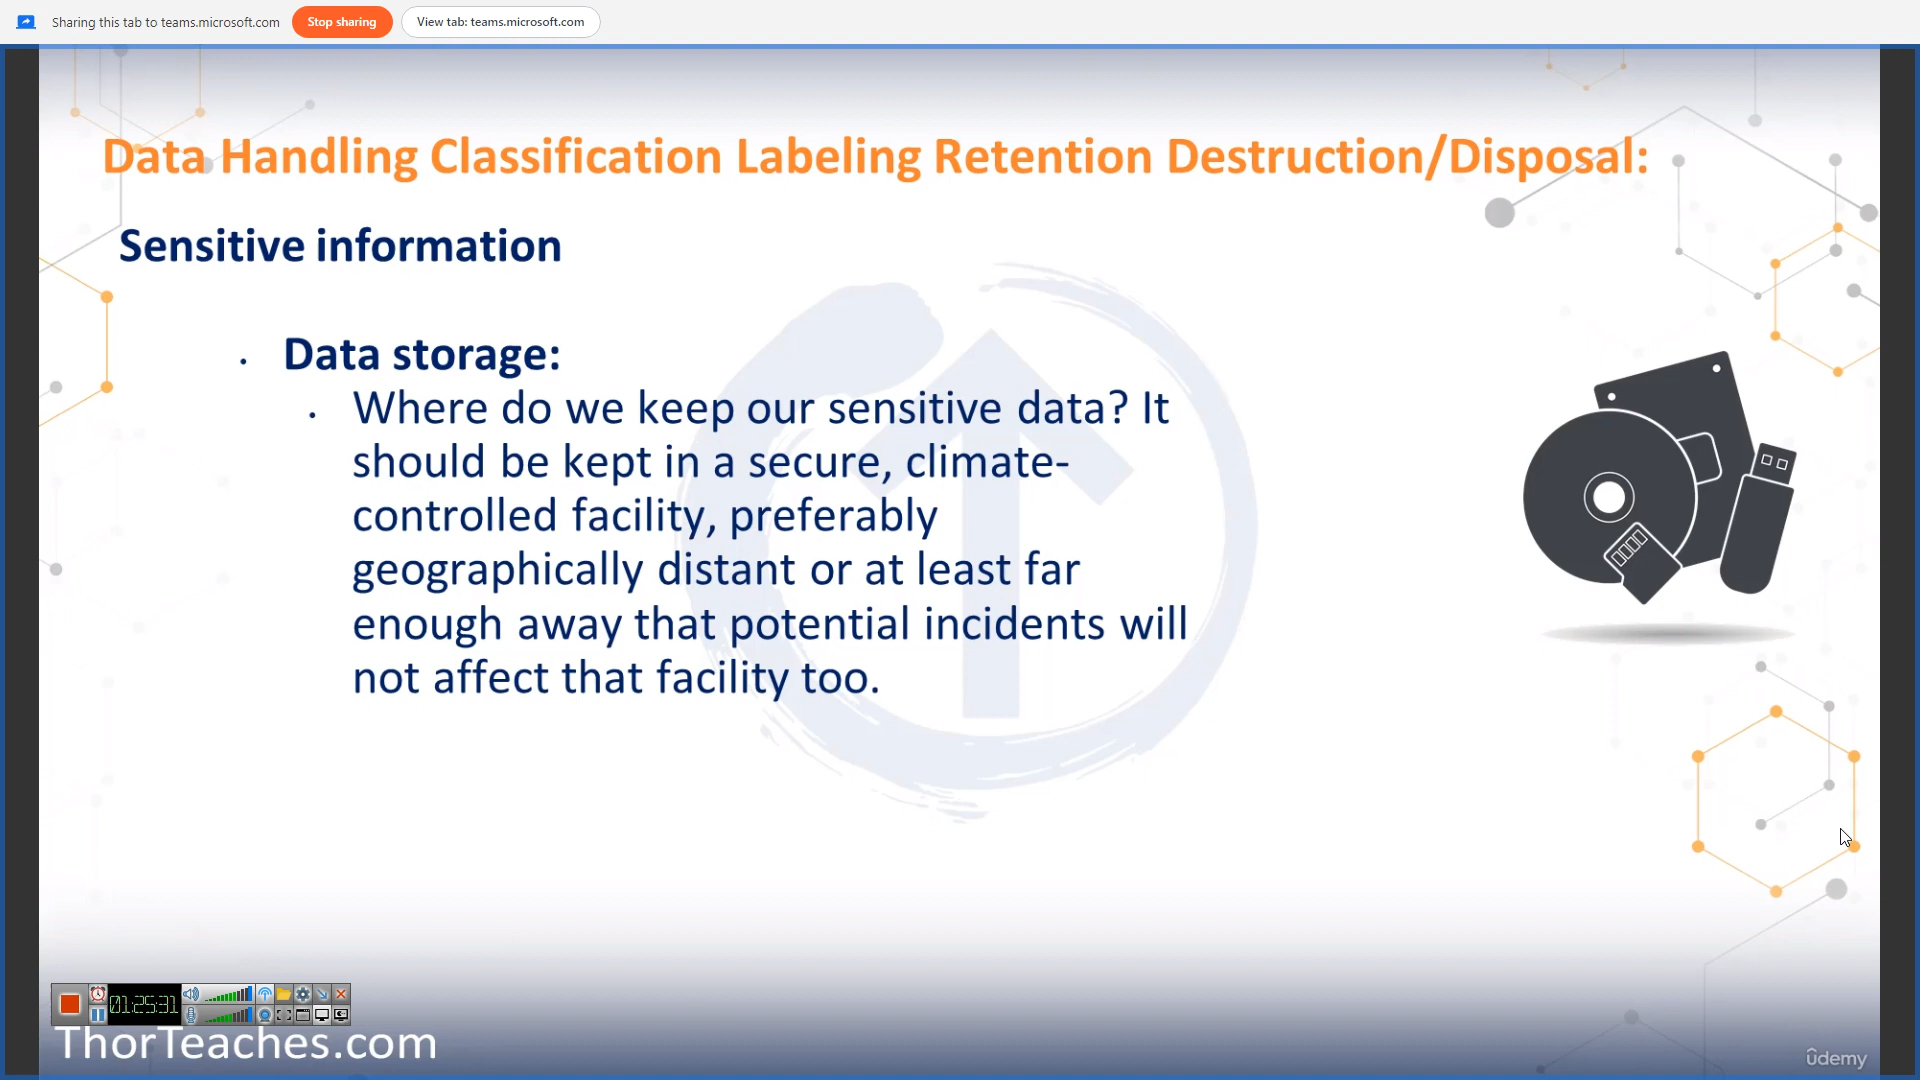 Sharing this tab to teams.microsoft.com
Stop sharing
View tab: teams.microsoft.com
Data Handling Classification Labeling Retention Destruction/Disposal:
Sensitive information
• Data storage:
• Where do we keep our sensitive data? It
should be kept in a secure, climate-
controlled facility, preferably
geographically distant or at least far
enough away that potential incidents will
not affect that facility too.
01:25:31
ThorTeaches.com
ûdemy